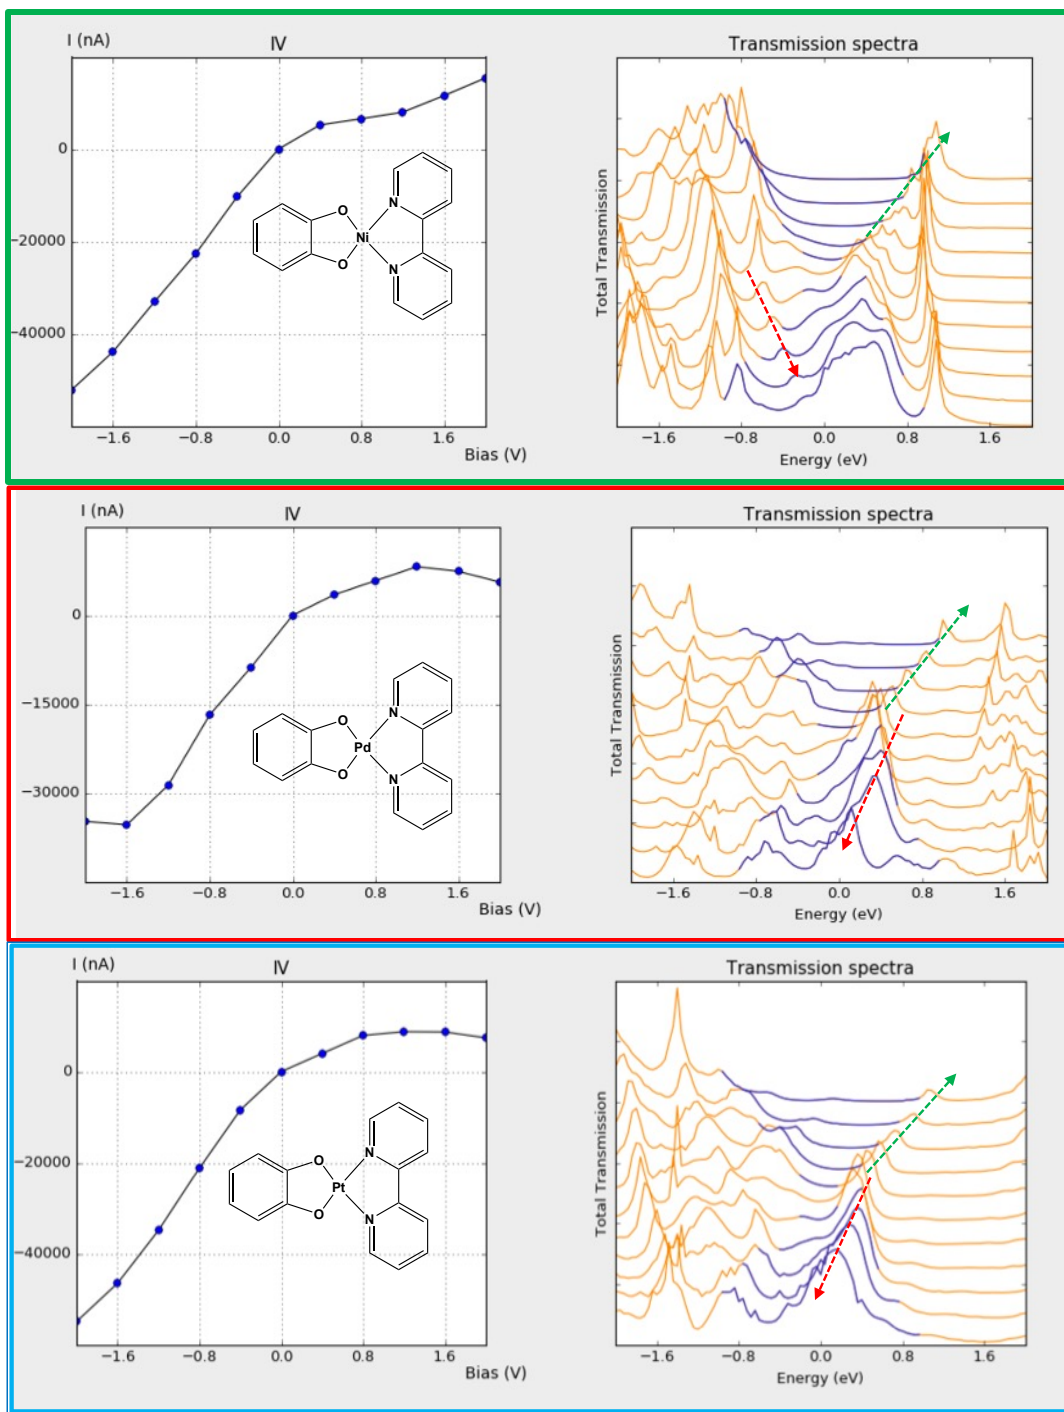 I (nA)
IV
0
−20000
−40000
−1.6 −0.8 0.0 0.8 1.6
Bias (V)
O
O
Ni
N
N
Transmission spectra
Total Transmission
−1.6 −0.8 0.0 0.8 1.6
Energy (eV)
I (nA)
IV
0
−15000
−30000
−1.6 −0.8 0.0 0.8 1.6
Bias (V)
O
O
Pd
N
N
Transmission spectra
Total Transmission
−1.6 −0.8 0.0 0.8 1.6
Energy (eV)
I (nA)
IV
0
−20000
−40000
−1.6 −0.8 0.0 0.8 1.6
Bias (V)
O
O
Pt
N
N
Transmission spectra
Total Transmission
−1.6 −0.8 0.0 0.8 1.6
Energy (eV)